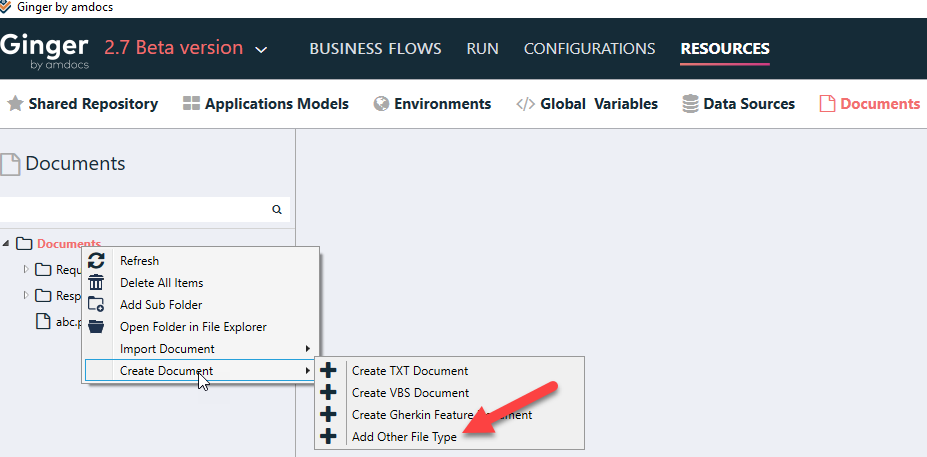 Ginger by amdocs
Ginger 2.7 Beta version BUSINESS FLOWS RUN CONFIGURATIONS RESOURCES
by amdocs
Shared Repository Applications Models Environments </> Global Variables Data Sources Documents
Documents
Documents
Requ
Refresh
Delete All Items
Resp
Add Sub Folder
abc.p
Open Folder in File Explorer
Import Document
Create Document
Create TXT Document
Create VBS Document
Create Gherkin Feature
Add Other File Type